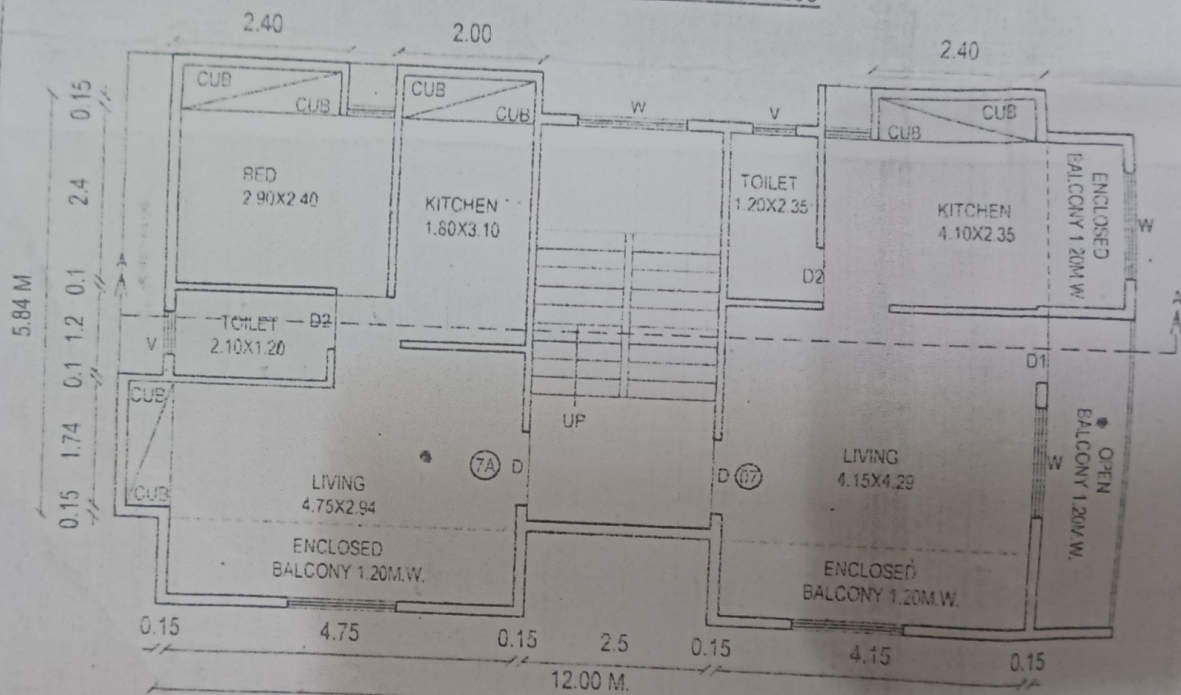 2.40
2.00
2.40
CUB
CUB
CUB
CUB
W
V
CUB
CUB
0.15
2.4
0.1
1.2
0.1
1.74
0.15
5.84 M
BED
2.90X2.40
KITCHEN
1.80X3.10
TOILET
1.20X2.35
KITCHEN
4.10X2.35
ENCLOSED
BALCONY 1.20M.W.
W
D2
A
A
TOILET
2.10X1.20
D2
V
D1
UP
CUB
CUB
LIVING
4.75X2.94
7A
D
D
07
LIVING
4.15X4.29
W
OPEN
BALCONY 1.20M.W.
ENCLOSED
BALCONY 1.20M.W.
ENCLOSED
BALCONY 1.20M.W.
0.15
4.75
0.15
2.5
0.15
4.15
0.15
12.00 M.